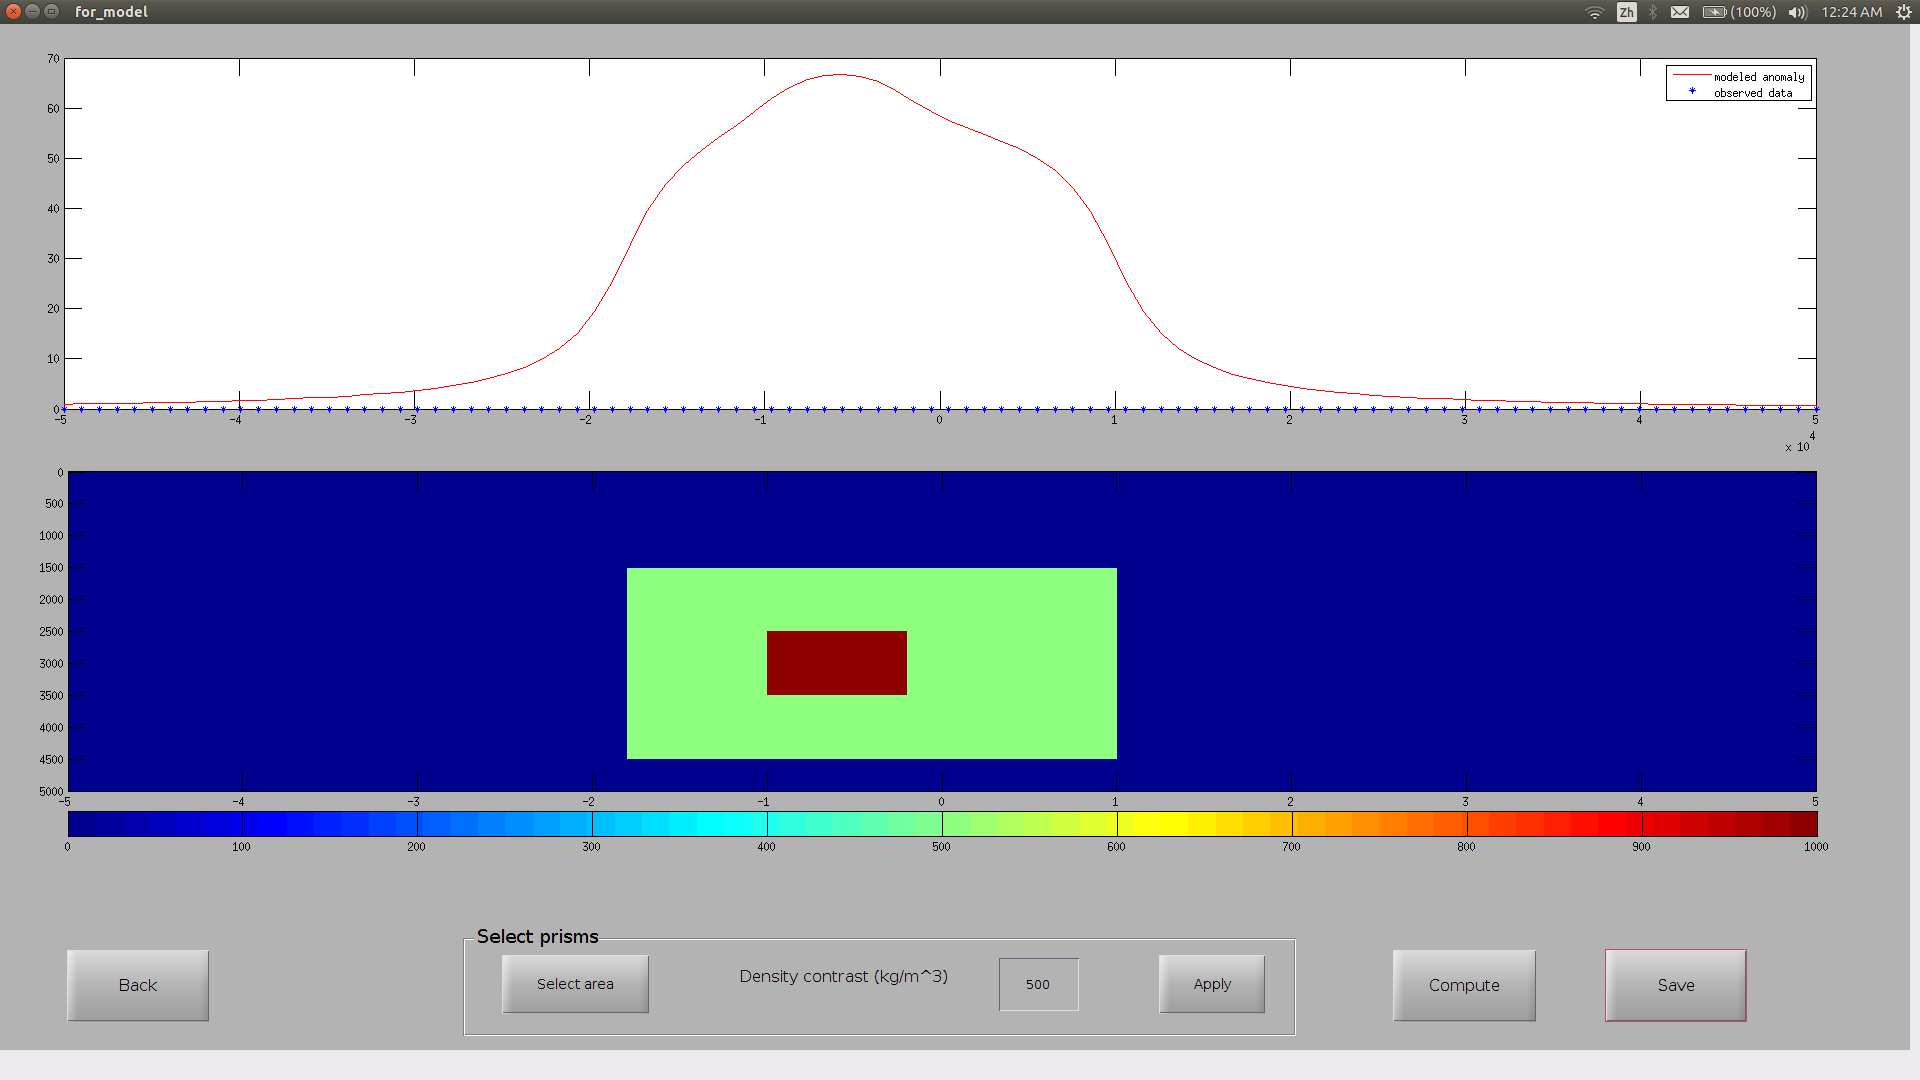 for_model
Zh (100%) 12:24 AM
modeled anomaly
observed data
70
60
50
40
30
20
10
0
-5 -4 -3 -2 -1 0 1 2 3 4 5
x 10^4
0
500
1000
1500
2000
2500
3000
3500
4000
4500
5000
-5 -4 -3 -2 -1 0 1 2 3 4 5
0 100 200 300 400 500 600 700 800 900 1000
Select prisms
Back Select area Density contrast (kg/m^3) 500 Apply Compute Save